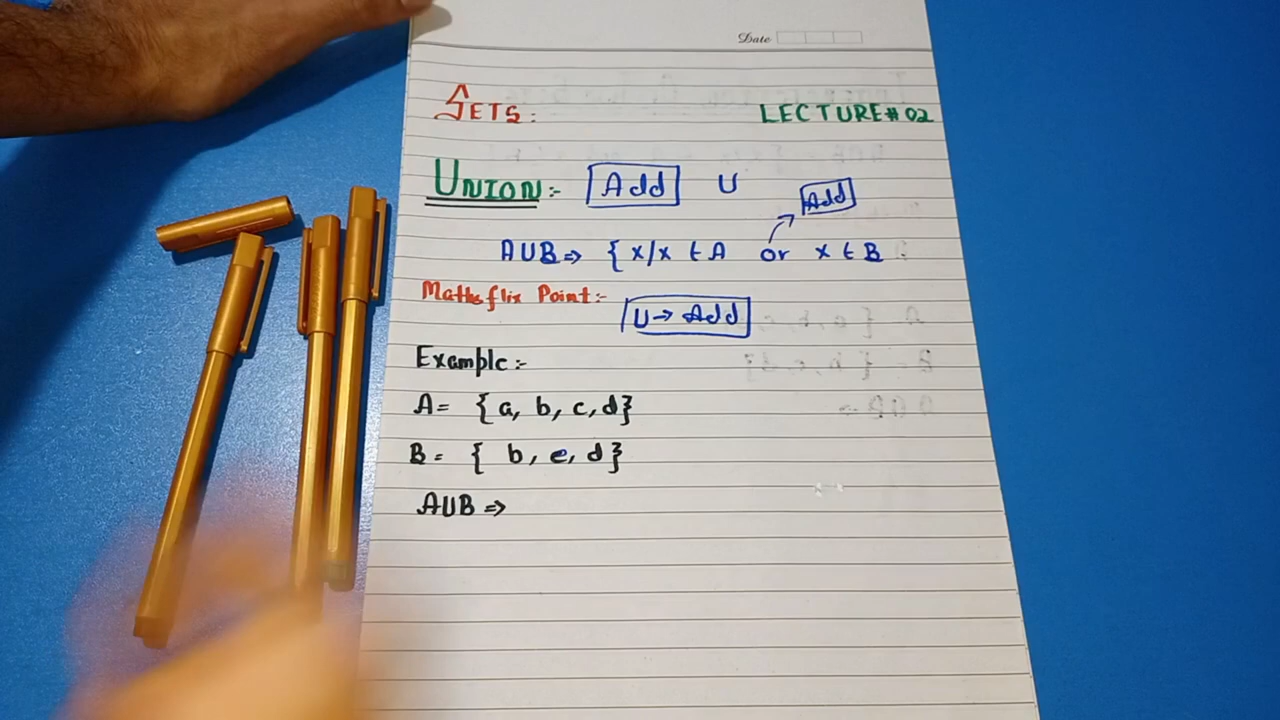 Date
SETS:
LECTURE# 02
UNION:- Add U
Add
AUB⇒ {x/x ∈ A or x ∈ B
Mathsflix Point:-
U→ Add
Example:-
A= {a, b, c, d}
B= { b, e, d}
AUB ⇒